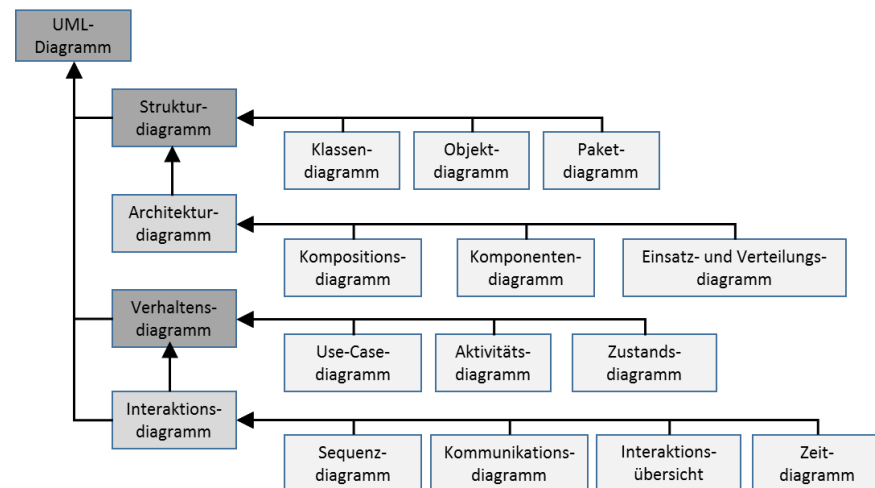 UML-
Diagramm
Struktur-
diagramm
Klassen-
diagramm
Objekt-
diagramm
Paket-
diagramm
Architektur-
diagramm
Kompositions-
diagramm
Komponenten-
diagramm
Einsatz- und Verteilungs-
diagramm
Verhaltens-
diagramm
Use-Case-
diagramm
Aktivitäts-
diagramm
Zustands-
diagramm
Interaktions-
diagramm
Sequenz-
diagramm
Kommunikations-
diagramm
Interaktions-
übersicht
Zeit-
diagramm